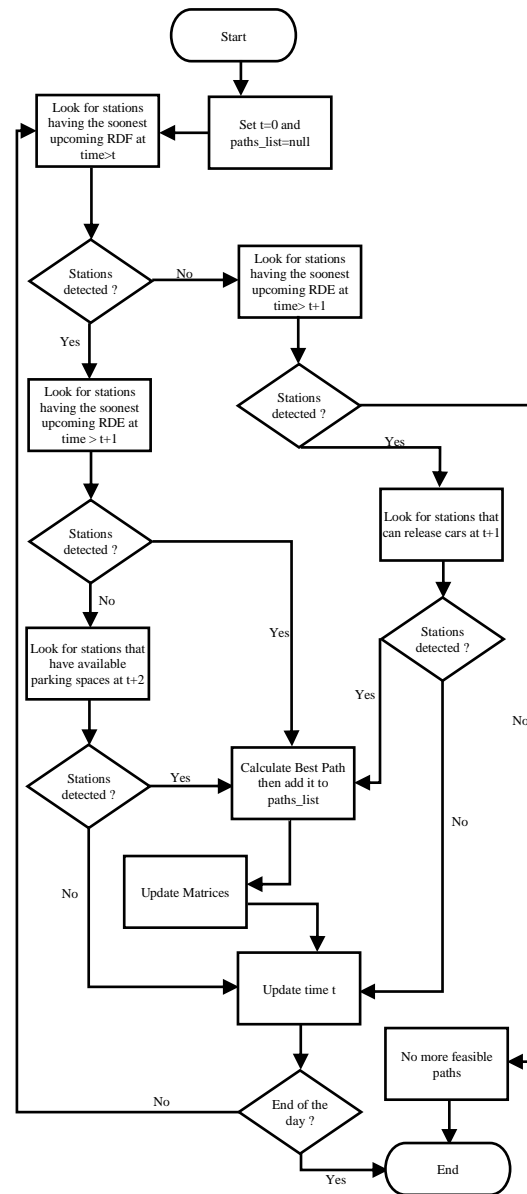 Start
Set t=0 and
paths_list=null
Look for stations
having the soonest
upcoming RDF at
time>t
Stations
detected ?
No
Yes
Look for stations
having the soonest
upcoming RDE at
time> t+1
Look for stations
having the soonest
upcoming RDE at
time > t+1
Stations
detected ?
Yes
No
Look for stations that
can release cars at t+1
Stations
detected ?
No
Yes
Look for stations that
have available
parking spaces at t+2
Stations
detected ?
Yes
No
Stations
detected ?
Yes
No
Calculate Best Path
then add it to
paths_list
Update Matrices
Update time t
No more feasible
paths
End of the
day ?
No
Yes
End